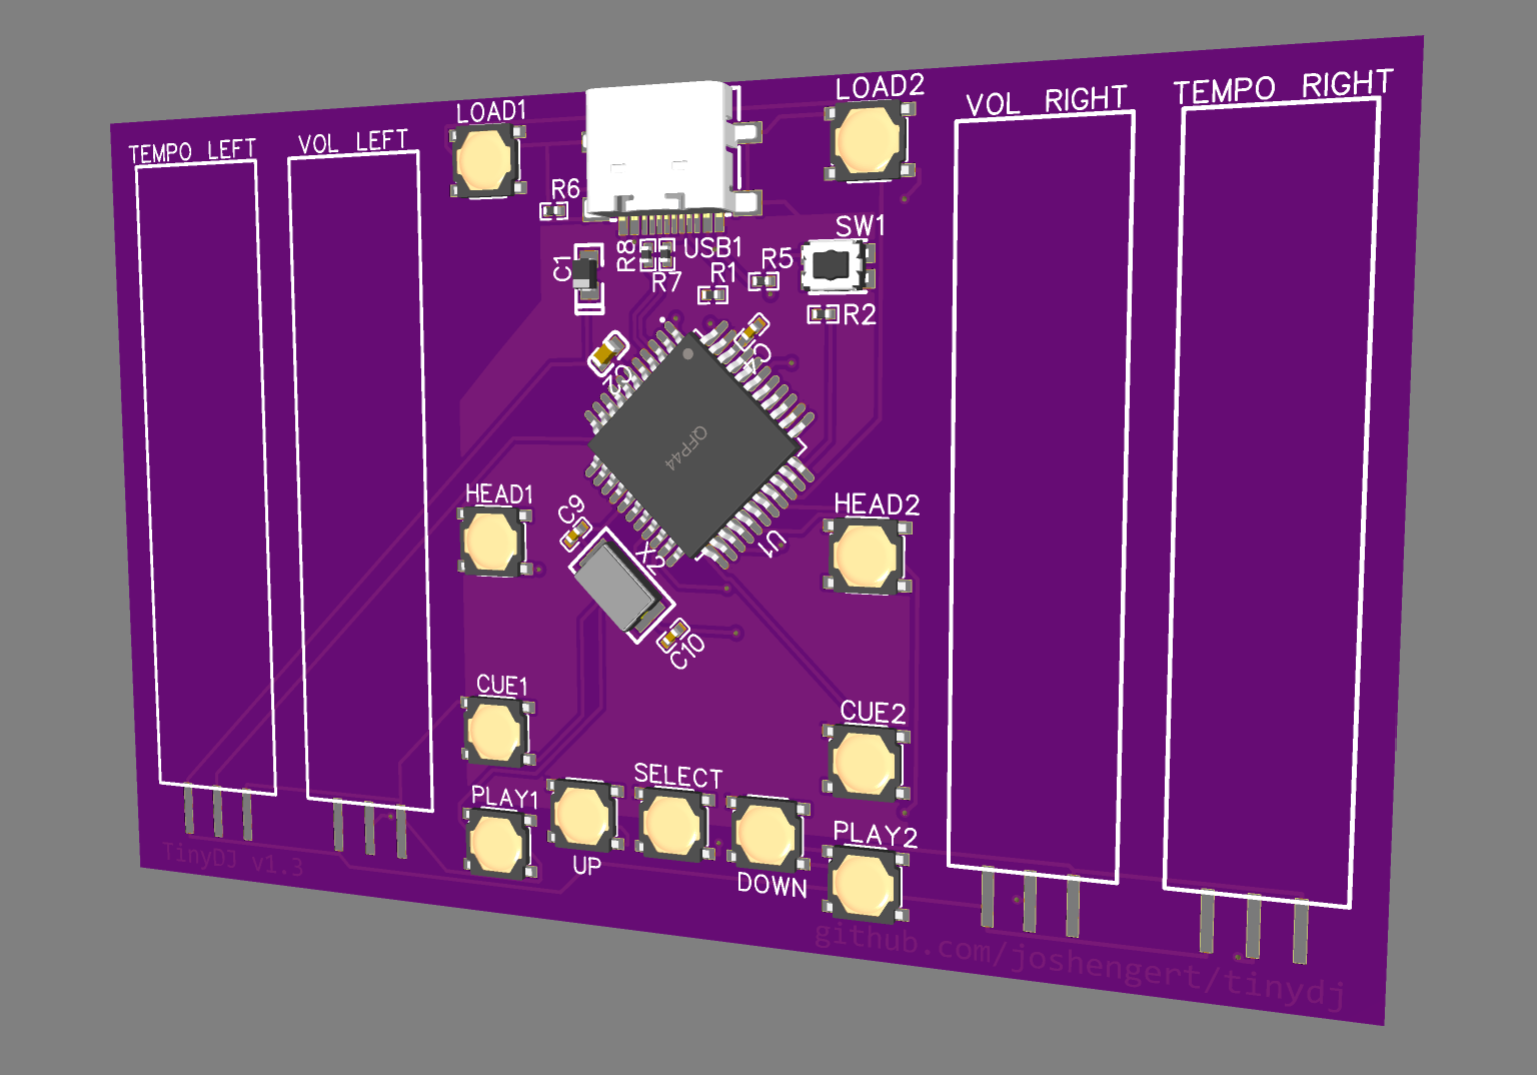 LOAD1
LOAD2
TEMPO LEFT
VOL LEFT
VOL RIGHT
TEMPO RIGHT
R6
SW1
R8
USB1
C1
R7
R1
R5
R2
C2
C4
QFP44
HEAD1
HEAD2
C9
X2
U1
C10
CUE1
CUE2
SELECT
PLAY1
PLAY2
UP
DOWN
TinyDJ v1.3
github.com/joshengert/tinydj